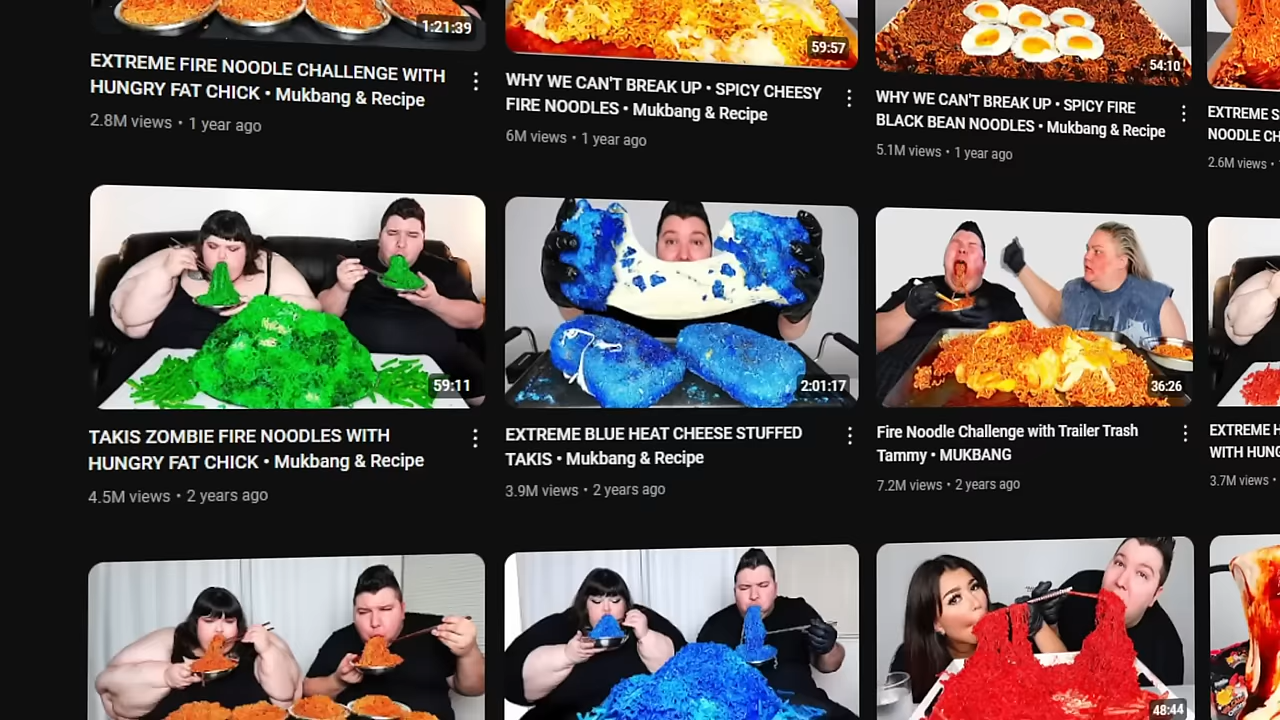 1:21:39
59:57
54:10
EXTREME FIRE NOODLE CHALLENGE WITH
HUNGRY FAT CHICK • Mukbang & Recipe
2.8M views • 1 year ago
WHY WE CAN'T BREAK UP • SPICY CHEESY
FIRE NOODLES • Mukbang & Recipe
6M views • 1 year ago
WHY WE CAN'T BREAK UP • SPICY FIRE
BLACK BEAN NOODLES • Mukbang & Recipe
5.1M views • 1 year ago
EXTREME S
NOODLE CH
2.6M views •
59:11
2:01:17
36:26
TAKIS ZOMBIE FIRE NOODLES WITH
HUNGRY FAT CHICK • Mukbang & Recipe
4.5M views • 2 years ago
EXTREME BLUE HEAT CHEESE STUFFED
TAKIS • Mukbang & Recipe
3.9M views • 2 years ago
Fire Noodle Challenge with Trailer Trash
Tammy • MUKBANG
7.2M views • 2 years ago
EXTREME H
WITH HUNG
3.7M views •
48:44